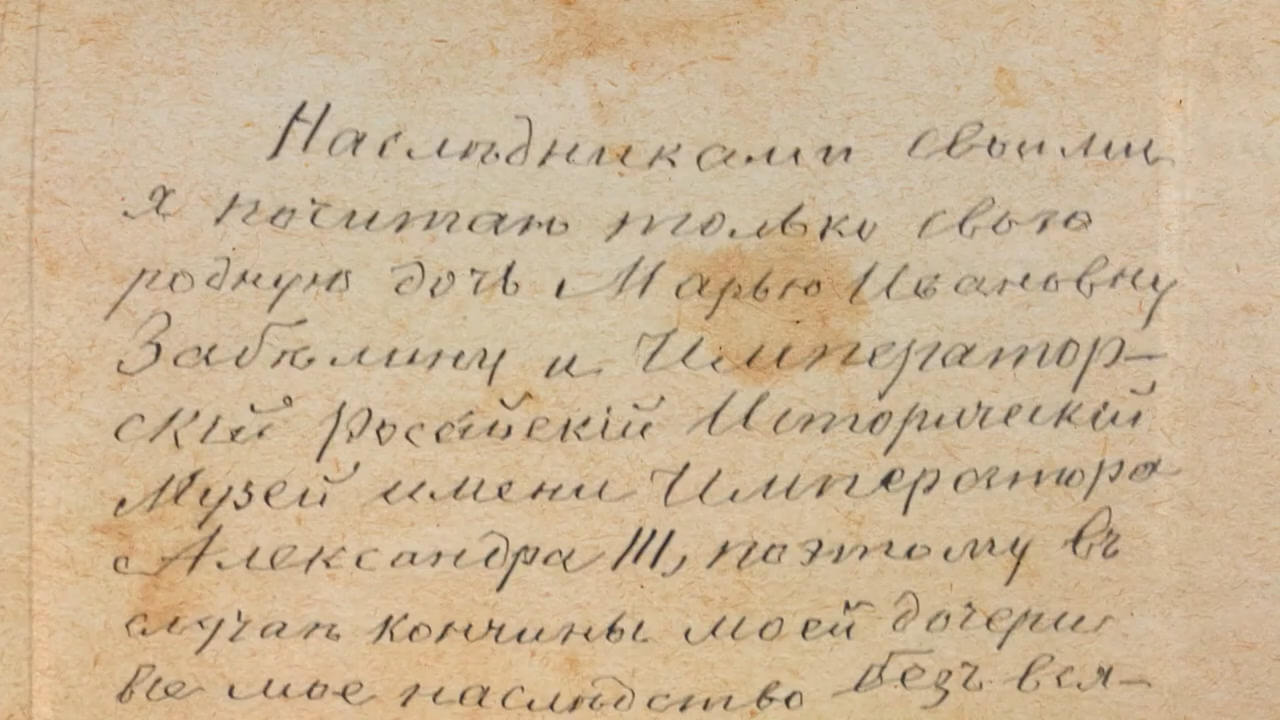 Наслѣдниками своими
я почитаю только свою
родную дочь Марью Ивановну
Забѣлину и Император-
скій Россійскій Историческій
Музей имени Императора
Александра III, поэтому въ
случаѣ кончины моей дочери
все мое наслѣдство безъ вся-